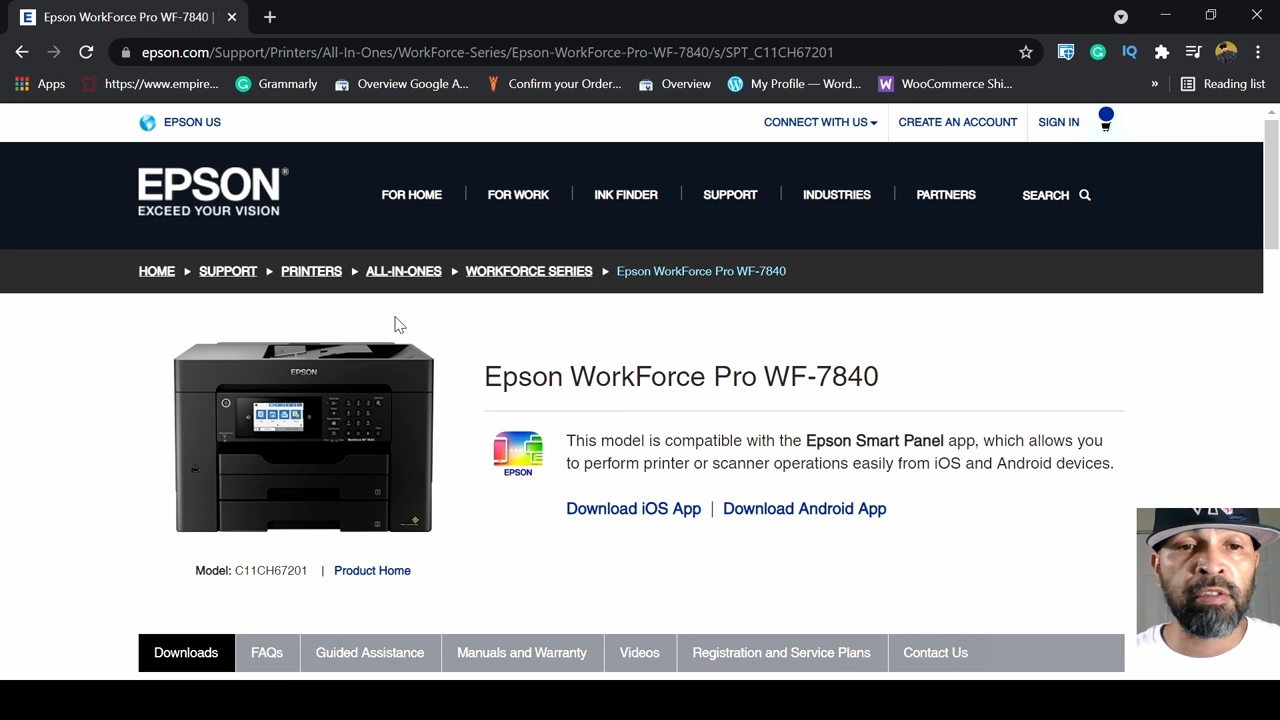 Epson WorkForce Pro WF-7840 |
epson.com/Support/Printers/All-In-Ones/WorkForce-Series/Epson-WorkForce-Pro-WF-7840/s/SPT_C11CH67201
Apps https://www.empire... Grammarly Overview Google A... Confirm your Order... Overview My Profile — Word... WooCommerce Shi... » Reading list
EPSON US CONNECT WITH US CREATE AN ACCOUNT SIGN IN
EPSON®
EXCEED YOUR VISION
FOR HOME | FOR WORK | INK FINDER | SUPPORT | INDUSTRIES | PARTNERS SEARCH
HOME SUPPORT PRINTERS ALL-IN-ONES WORKFORCE SERIES Epson WorkForce Pro WF-7840
EPSON
Epson WorkForce Pro WF-7840
This model is compatible with the Epson Smart Panel app, which allows you
to perform printer or scanner operations easily from iOS and Android devices.
EPSON
Download iOS App | Download Android App
Model: C11CH67201 | Product Home
Downloads FAQs Guided Assistance Manuals and Warranty Videos Registration and Service Plans Contact Us